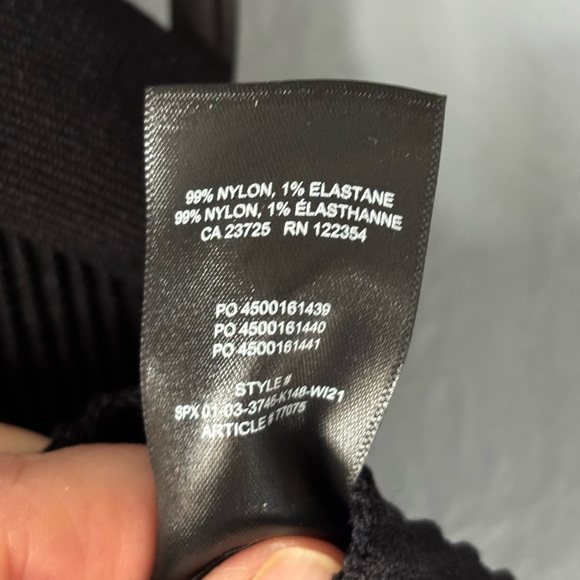 99% NYLON, 1% ELASTANE
99% NYLON, 1% ÉLASTHANNE
CA 23725 RN 122354
PO 4500161439
PO 4500161440
PO 4500161441
STYLE #
SPX 01-03-3746-K148-WI21
ARTICLE # 77075